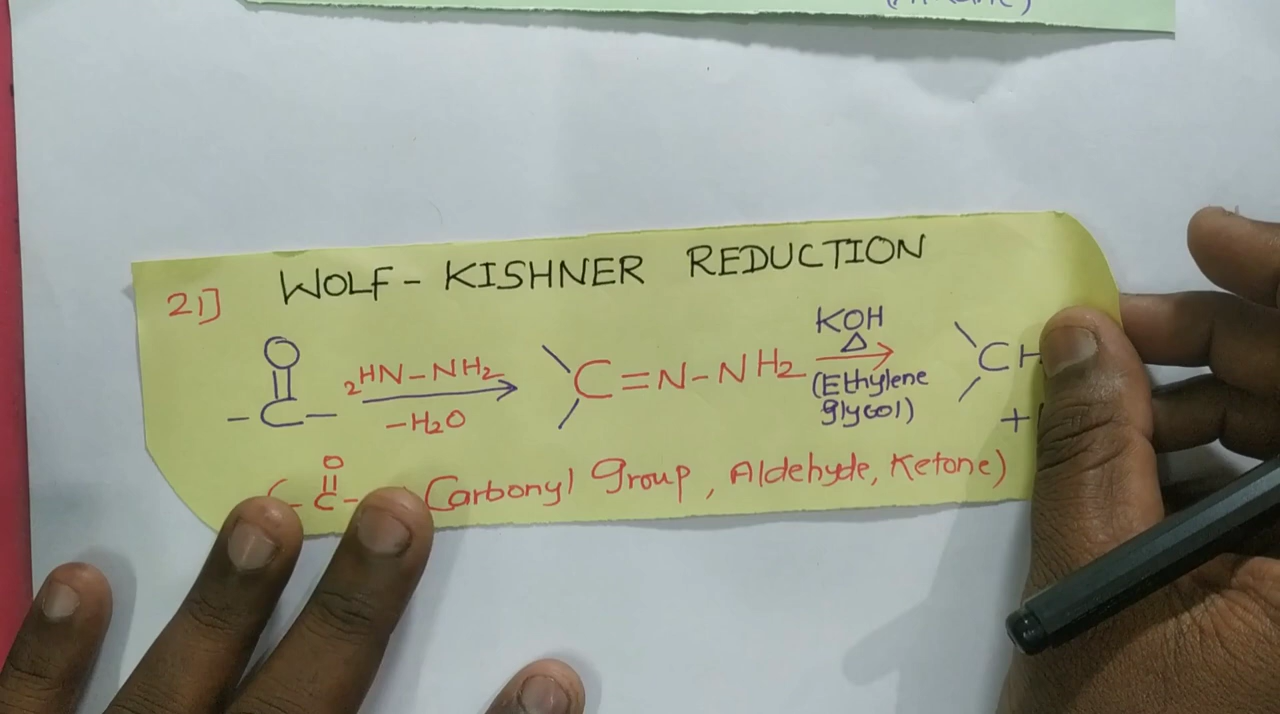 WOLF-KISHNER REDUCTION
21]
O
KOH
Δ
-C- 2HN-NH2 C=N-NH2 CH
-H2O (Ethylene
glycol) +
O
(-C- Carbonyl Group, Aldehyde, Ketone)